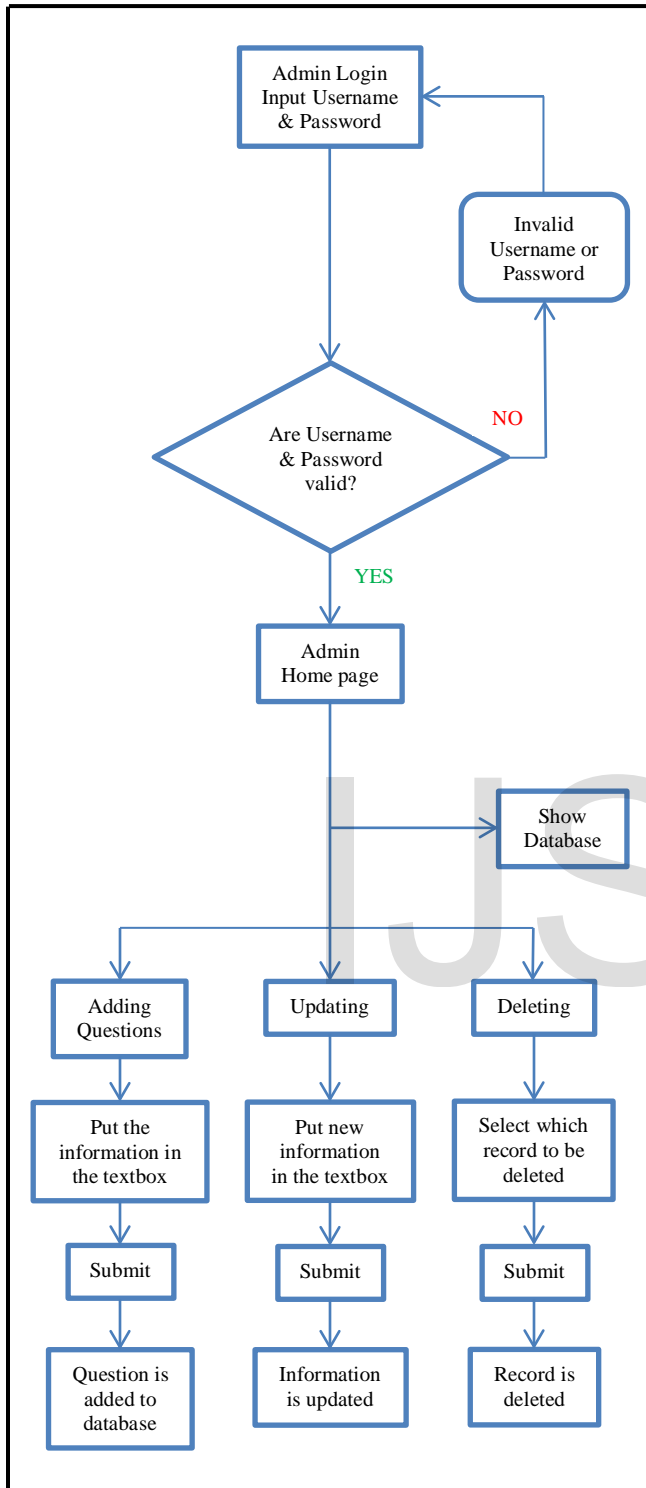 Admin Login
Input Username
& Password
Invalid
Username or
Password
NO
Are Username
& Password
valid?
YES
Admin
Home page
Show
Database
IJS
Adding
Questions
Updating
Deleting
Put the
information in
the textbox
Put new
information
in the textbox
Select which
record to be
deleted
Submit
Submit
Submit
Question is
added to
database
Information
is updated
Record is
deleted